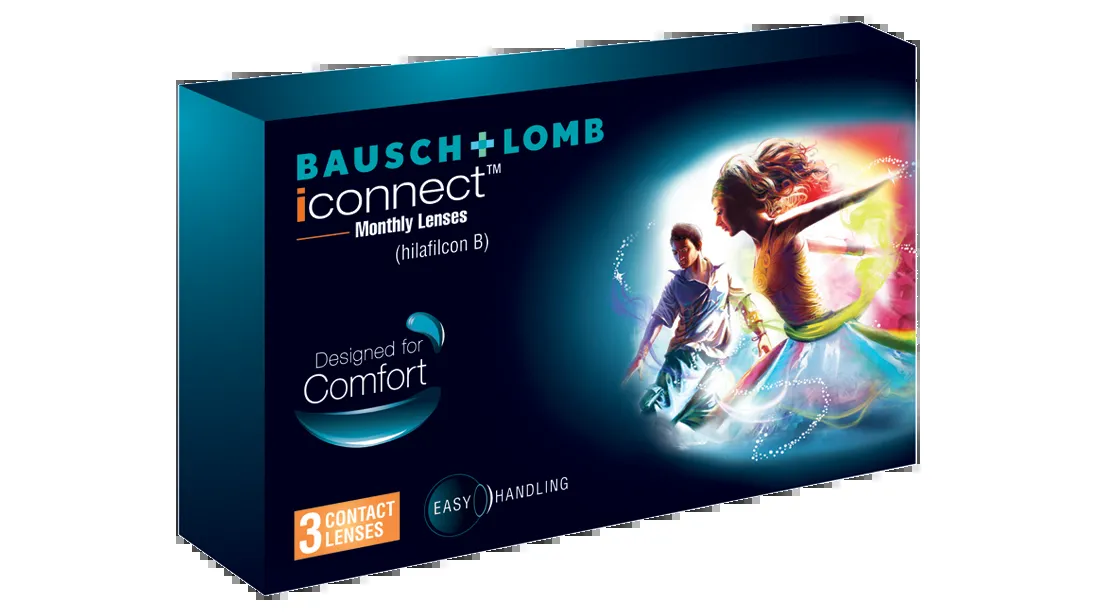 BAUSCH+LOMB
iconnect™
Monthly Lenses
(hilafilcon B)
Designed for
Comfort
3 CONTACT
LENSES
EASY HANDLING